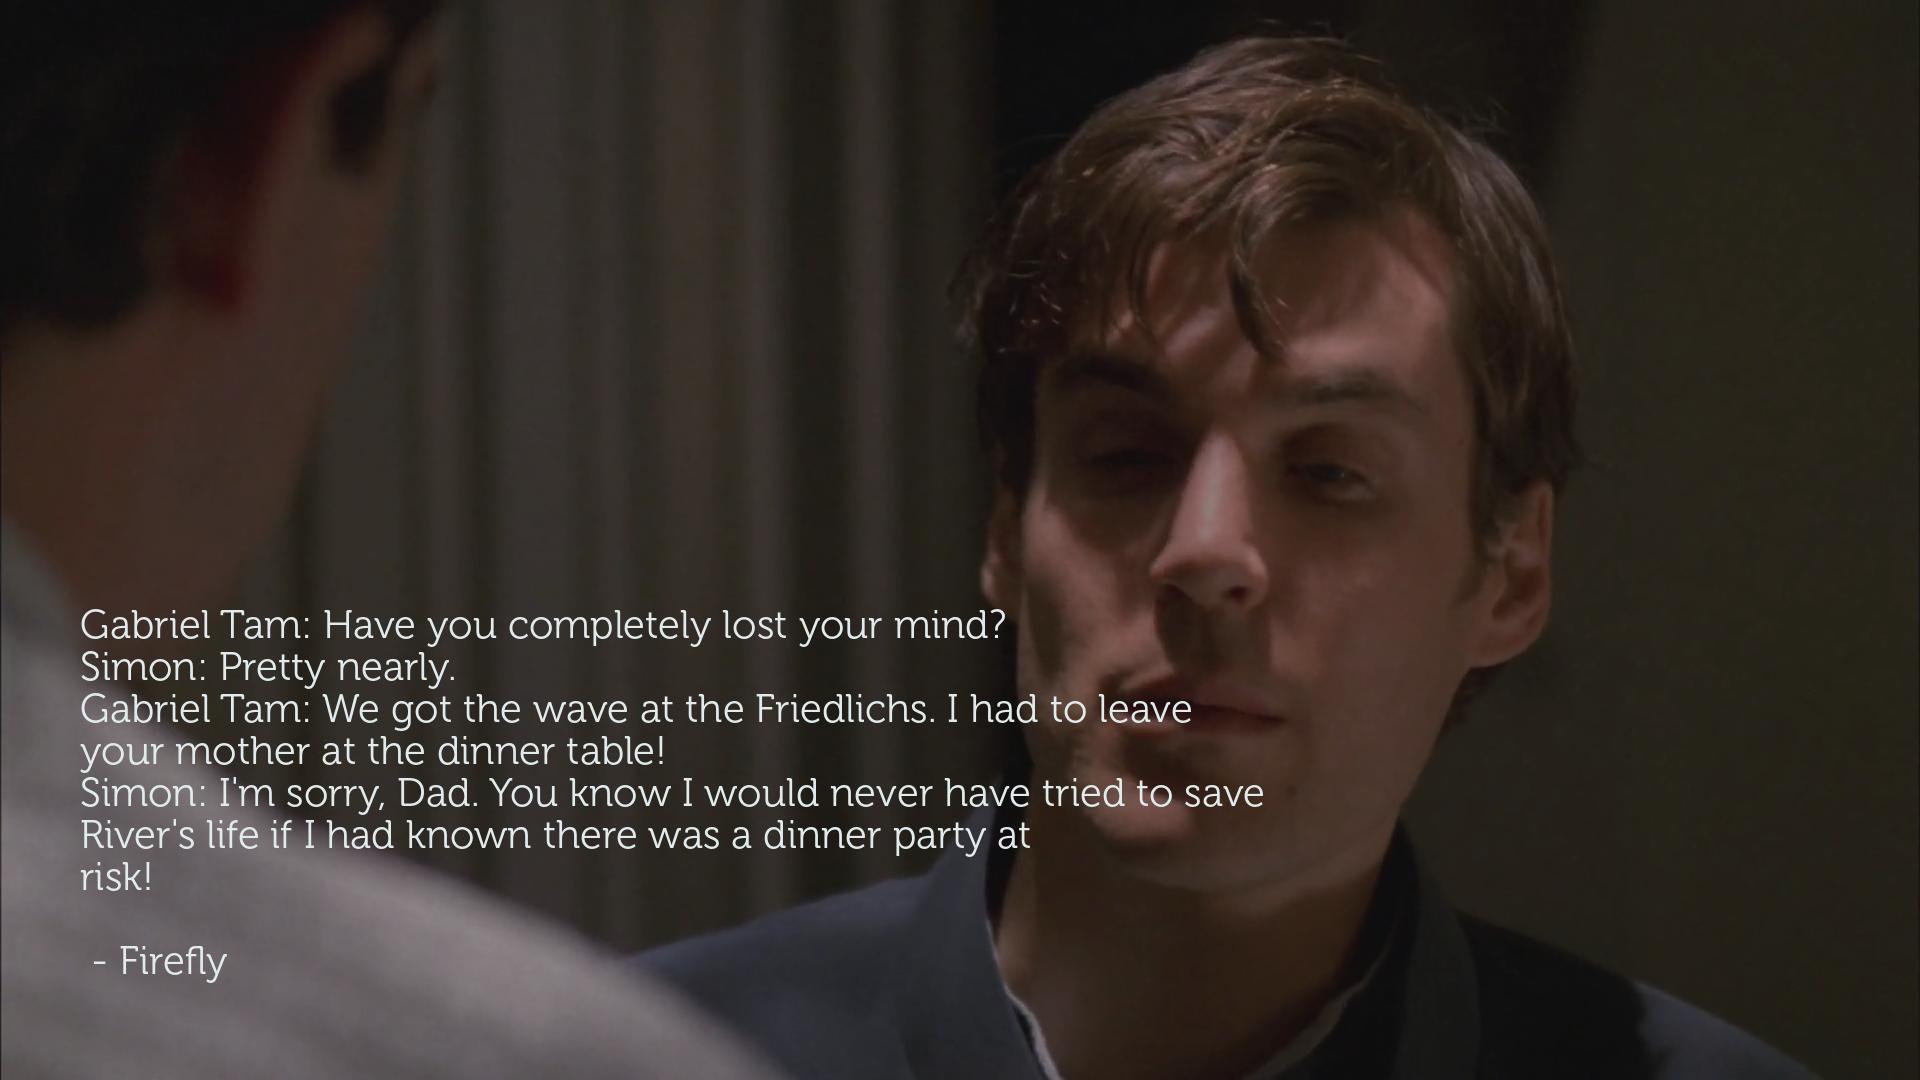 Gabriel Tam: Have you completely lost your mind?
Simon: Pretty nearly.
Gabriel Tam: We got the wave at the Friedlichs. I had to leave
your mother at the dinner table!
Simon: I'm sorry, Dad. You know I would never have tried to save
River's life if I had known there was a dinner party at
risk!
- Firefly